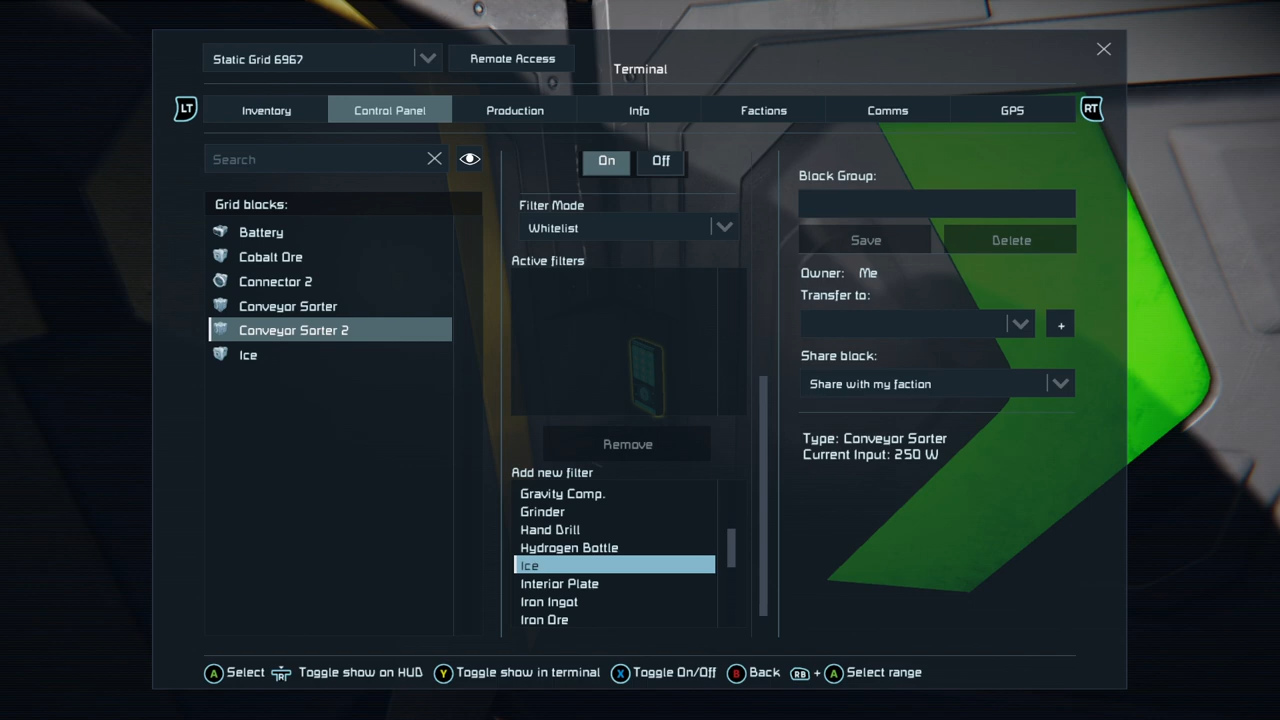 Static Grid 6967
Remote Access
Terminal
LT
Inventory
Control Panel
Production
Info
Factions
Comms
GPS
RT
Search
On
Off
Block Group:
Grid blocks:
Filter Mode
Battery
Whitelist
Save
Delete
Cobalt Ore
Active filters
Owner: Me
Connector 2
Transfer to:
Conveyor Sorter
Conveyor Sorter 2
+
Ice
Share block:
Share with my faction
Remove
Type: Conveyor Sorter
Current Input: 250 W
Add new filter
Gravity Comp.
Grinder
Hand Drill
Hydrogen Bottle
Ice
Interior Plate
Iron Ingot
Iron Ore
A Select R Toggle show on HUD Y Toggle show in terminal X Toggle On/Off B Back RB + A Select range